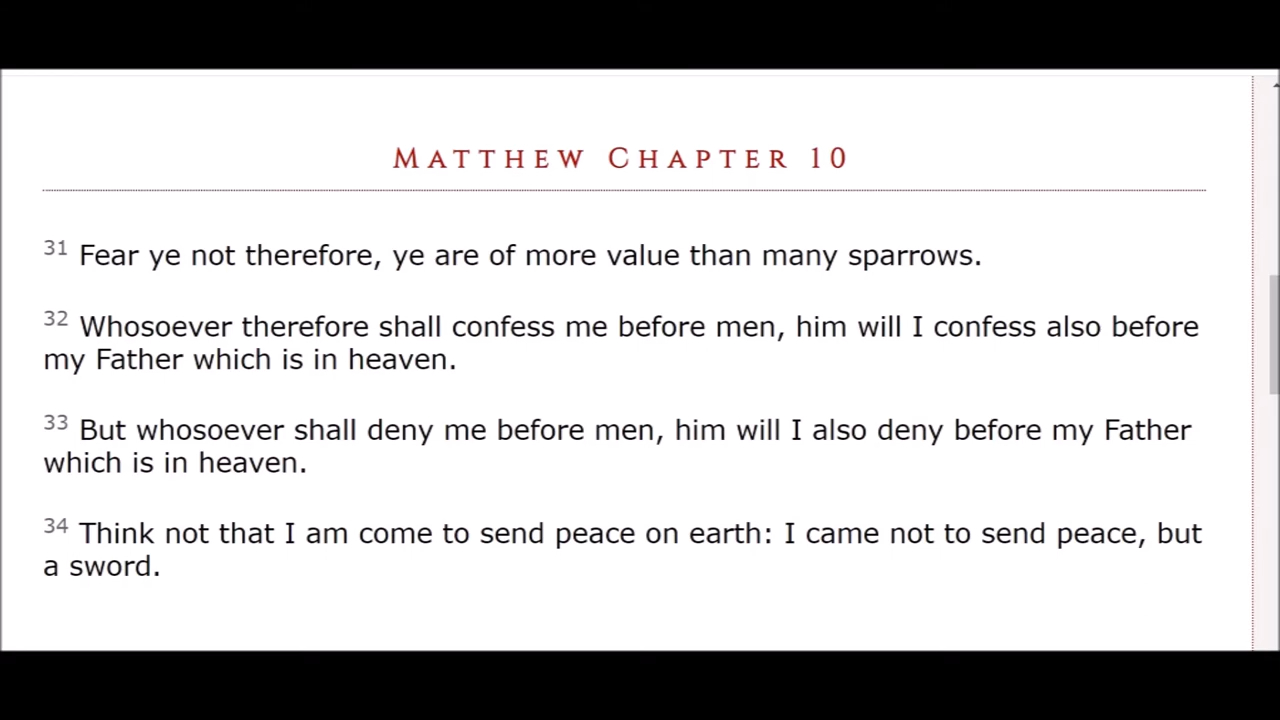 MATTHEW CHAPTER 10
31 Fear ye not therefore, ye are of more value than many sparrows.
32 Whosoever therefore shall confess me before men, him will I confess also before
my Father which is in heaven.
33 But whosoever shall deny me before men, him will I also deny before my Father
which is in heaven.
34 Think not that I am come to send peace on earth: I came not to send peace, but
a sword.